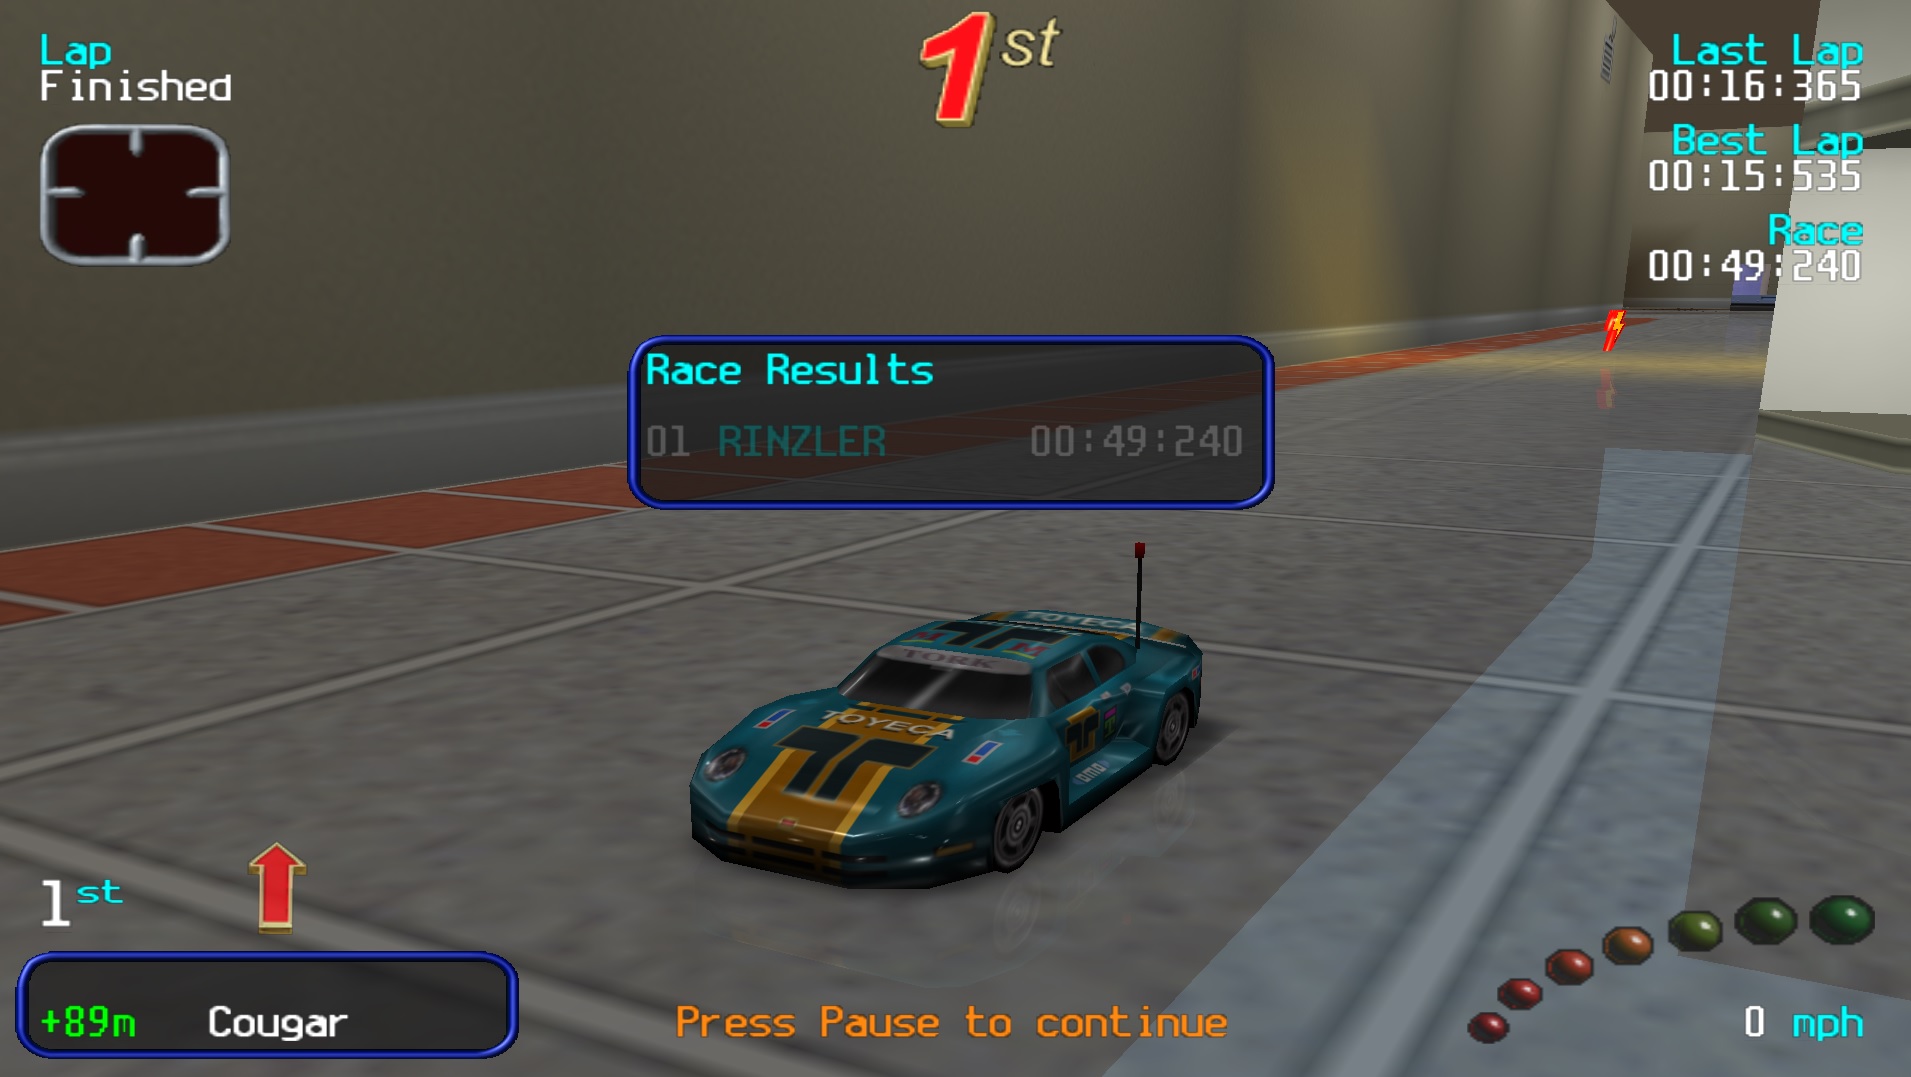 Lap
Finished
1st
Last Lap
00:16:365
Best Lap
00:15:535
Race
00:49:240
Race Results
01 RINZLER 00:49:240
TOYECA
TORK
TOYECA
1st
+89m Cougar
Press Pause to continue
0 mph